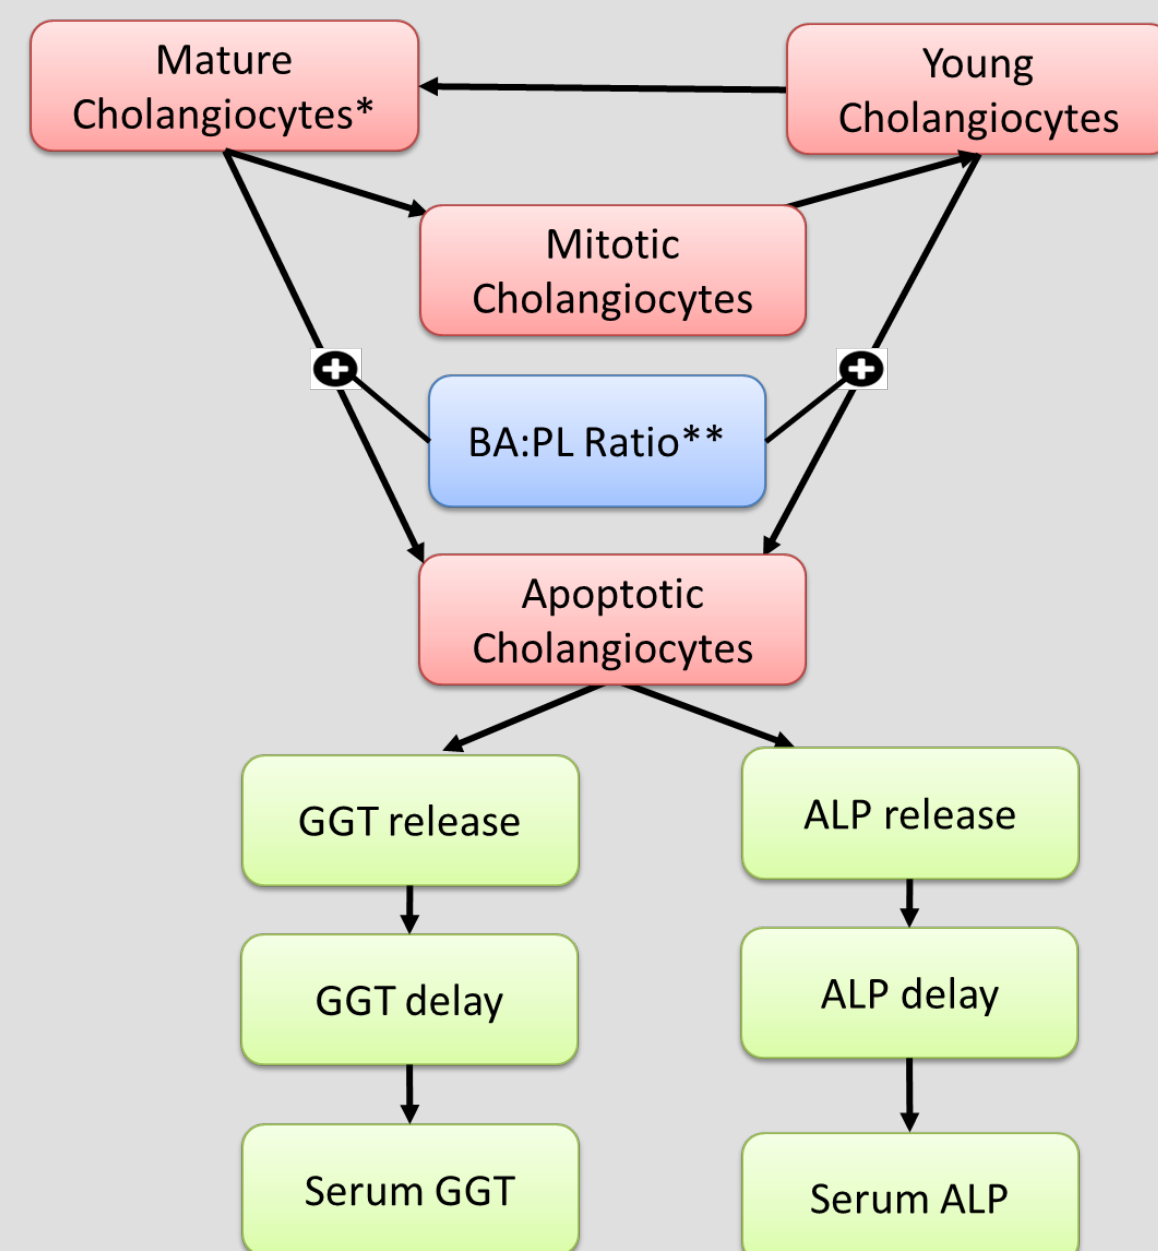 Mature
Cholangiocytes*
Young
Cholangiocytes
Mitotic
Cholangiocytes
BA:PL Ratio**
Apoptotic
Cholangiocytes
GGT release
ALP release
GGT delay
ALP delay
Serum GGT
Serum ALP